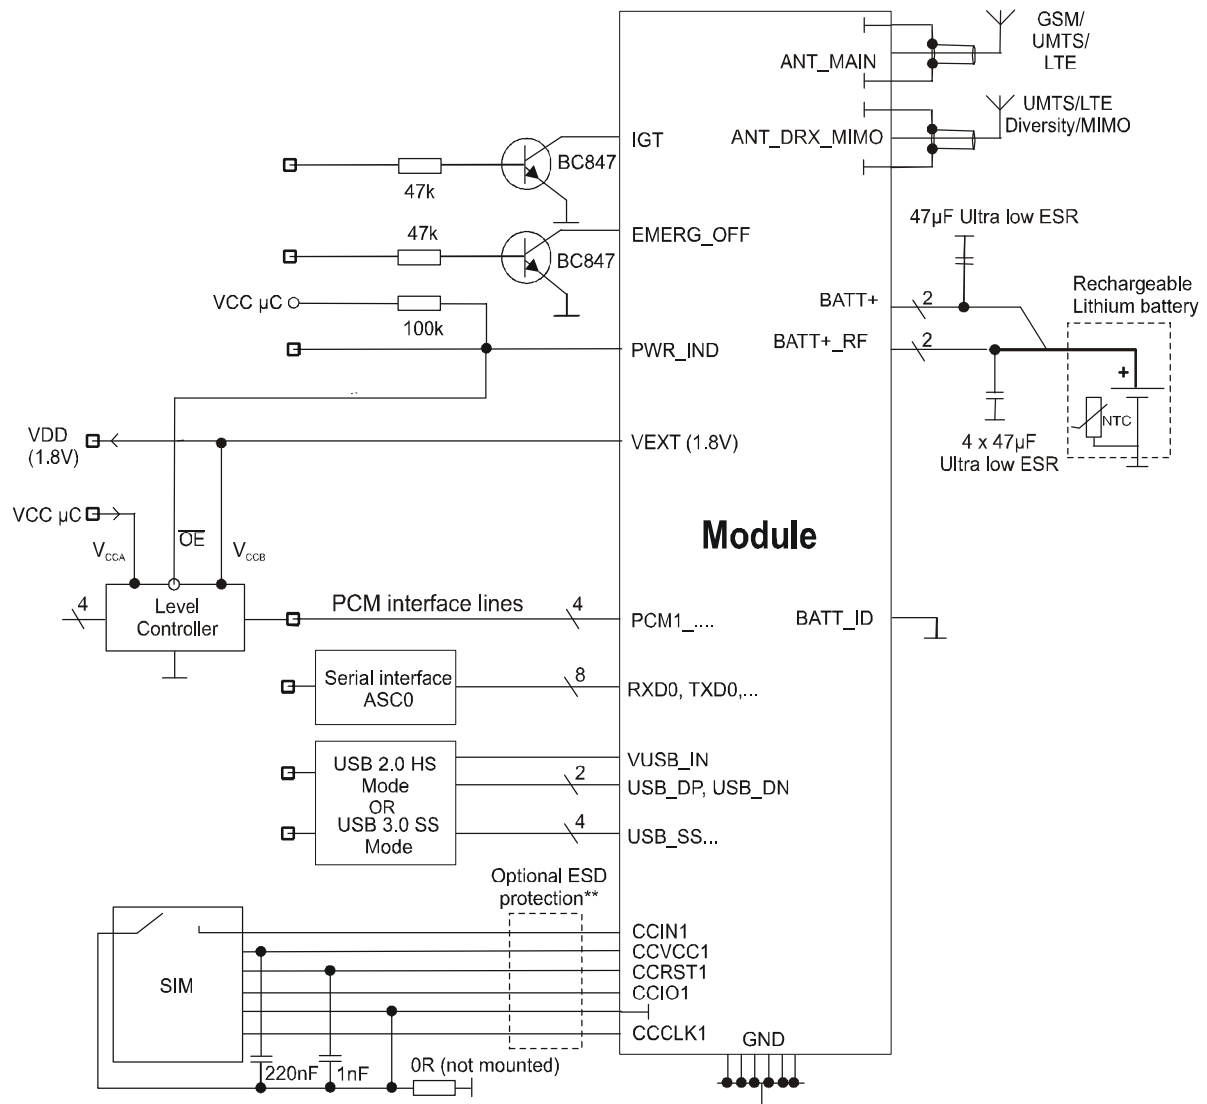 GSM/
UMTS/
LTE
ANT_MAIN
UMTS/LTE
Diversity/MIMO
ANT_DRX_MIMO
IGT
BC847
47k
47µF Ultra low ESR
47k
EMERG_OFF
BC847
VCC µC
100k
BATT+
2
Rechargeable
Lithium battery
PWR_IND
BATT+_RF
2
+
NTC
VDD
(1.8V)
VEXT (1.8V)
4 x 47µF
Ultra low ESR
VCC µC
OE
VCCA
VCCB
Module
4
Level
Controller
PCM interface lines
4
PCM1_....
BATT_ID
Serial interface
ASC0
8
RXD0, TXD0,...
USB 2.0 HS
Mode
OR
USB 3.0 SS
Mode
VUSB_IN
2
USB_DP, USB_DN
4
USB_SS...
Optional ESD
protection**
SIM
CCIN1
CCVCC1
CCRST1
CCIO1
CCCLK1
GND
220nF
1nF
0R (not mounted)